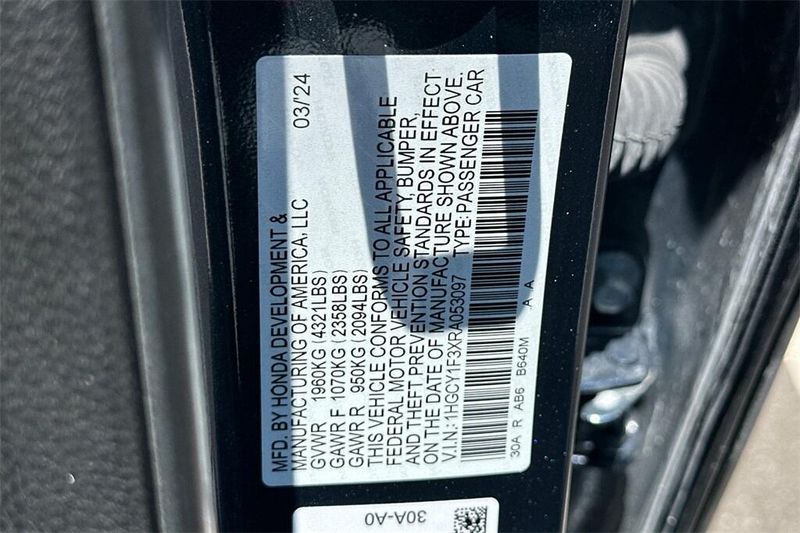 MFD. BY HONDA DEVELOPMENT &
MANUFACTURING OF AMERICA, LLC 03/'24
GVWR 1960KG (4321LBS)
GAWR F 1070KG (2358LBS)
GAWR R 950KG (2094LBS)
THIS VEHICLE CONFORMS TO ALL APPLICABLE
FEDERAL MOTOR VEHICLE SAFETY, BUMPER,
AND THEFT PREVENTION STANDARDS IN EFFECT
ON THE DATE OF MANUFACTURE SHOWN ABOVE.
V.I.N.: 1HGCY1F3XRA053097 TYPE: PASSENGER CAR
A A
30A R AB6 B640M
30A-A0